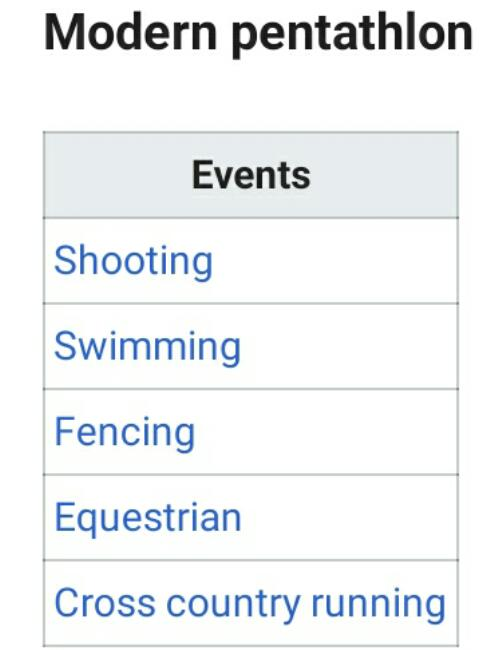 Modern pentathlon
Events
Shooting
Swimming
Fencing
Equestrian
Cross country running